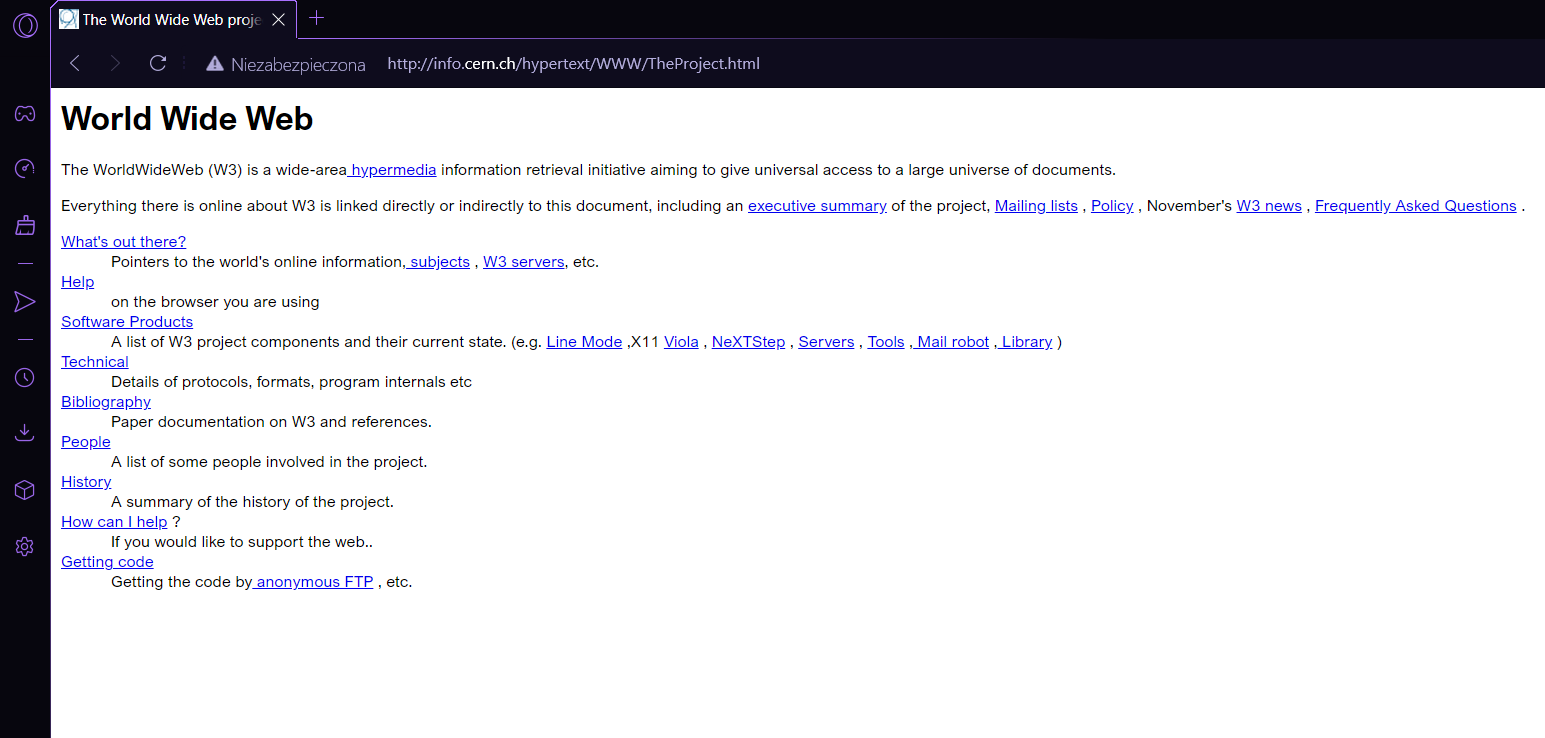 The World Wide Web proje
Niezabezpieczona http://info.cern.ch/hypertext/WWW/TheProject.html
World Wide Web
The WorldWideWeb (W3) is a wide-area hypermedia information retrieval initiative aiming to give universal access to a large universe of documents.
Everything there is online about W3 is linked directly or indirectly to this document, including an executive summary of the project, Mailing lists , Policy , November's W3 news , Frequently Asked Questions .
What's out there?
Pointers to the world's online information, subjects , W3 servers, etc.
Help
on the browser you are using
Software Products
A list of W3 project components and their current state. (e.g. Line Mode ,X11 Viola , NeXTStep , Servers , Tools , Mail robot , Library )
Technical
Details of protocols, formats, program internals etc
Bibliography
Paper documentation on W3 and references.
People
A list of some people involved in the project.
History
A summary of the history of the project.
How can I help ?
If you would like to support the web..
Getting code
Getting the code by anonymous FTP , etc.